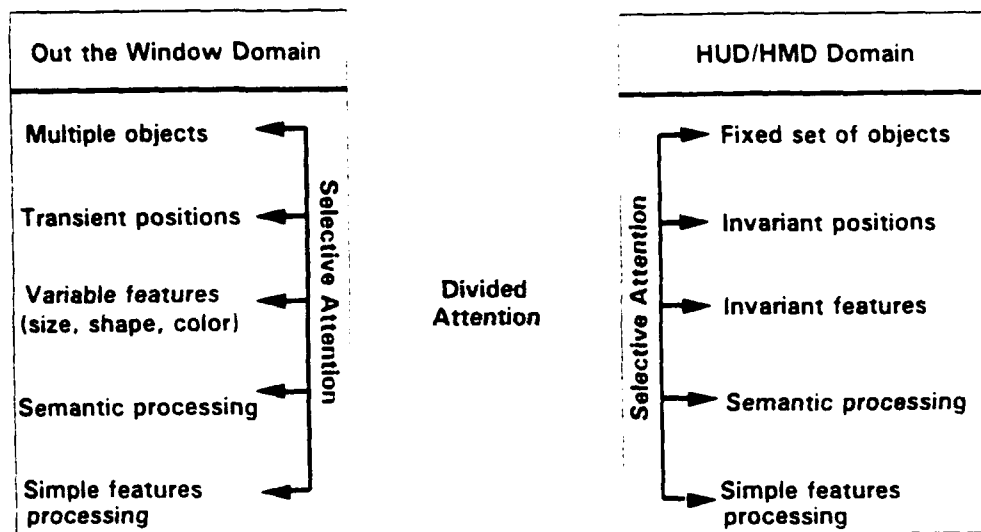 Out the Window Domain
Multiple objects
Transient positions
Variable features
(size, shape, color)
Semantic processing
Simple features
processing
Selective Attention
Divided
Attention
HUD/HMD Domain
Selective Attention
Fixed set of objects
Invariant positions
Invariant features
Semantic processing
Simple features
processing